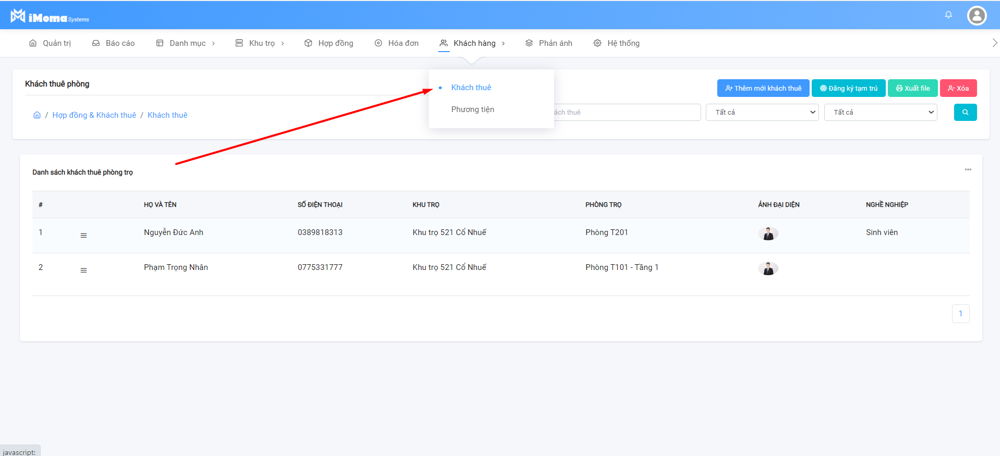 iMoma Systems
Quản trị Báo cáo Danh mục Khu trọ Hợp đồng Hóa đơn Khách hàng Phản ánh Hệ thống
Khách thuê phòng
Khách thuê
Phương tiện
Thêm mới khách thuê Đăng ký tạm trú Xuất file Xóa
/ Hợp đồng & Khách thuê / Khách thuê
ách thuê Tất cả Tất cả
Danh sách khách thuê phòng trọ
# HỌ VÀ TÊN SỐ ĐIỆN THOẠI KHU TRỌ PHÒNG TRỌ ẢNH ĐẠI DIỆN NGHỀ NGHIỆP
1 Nguyễn Đức Anh 0389818313 Khu trọ 521 Cổ Nhuế Phòng T201 Sinh viên
2 Phạm Trọng Nhân 0775331777 Khu trọ 521 Cổ Nhuế Phòng T101 - Tầng 1
1
javascript: